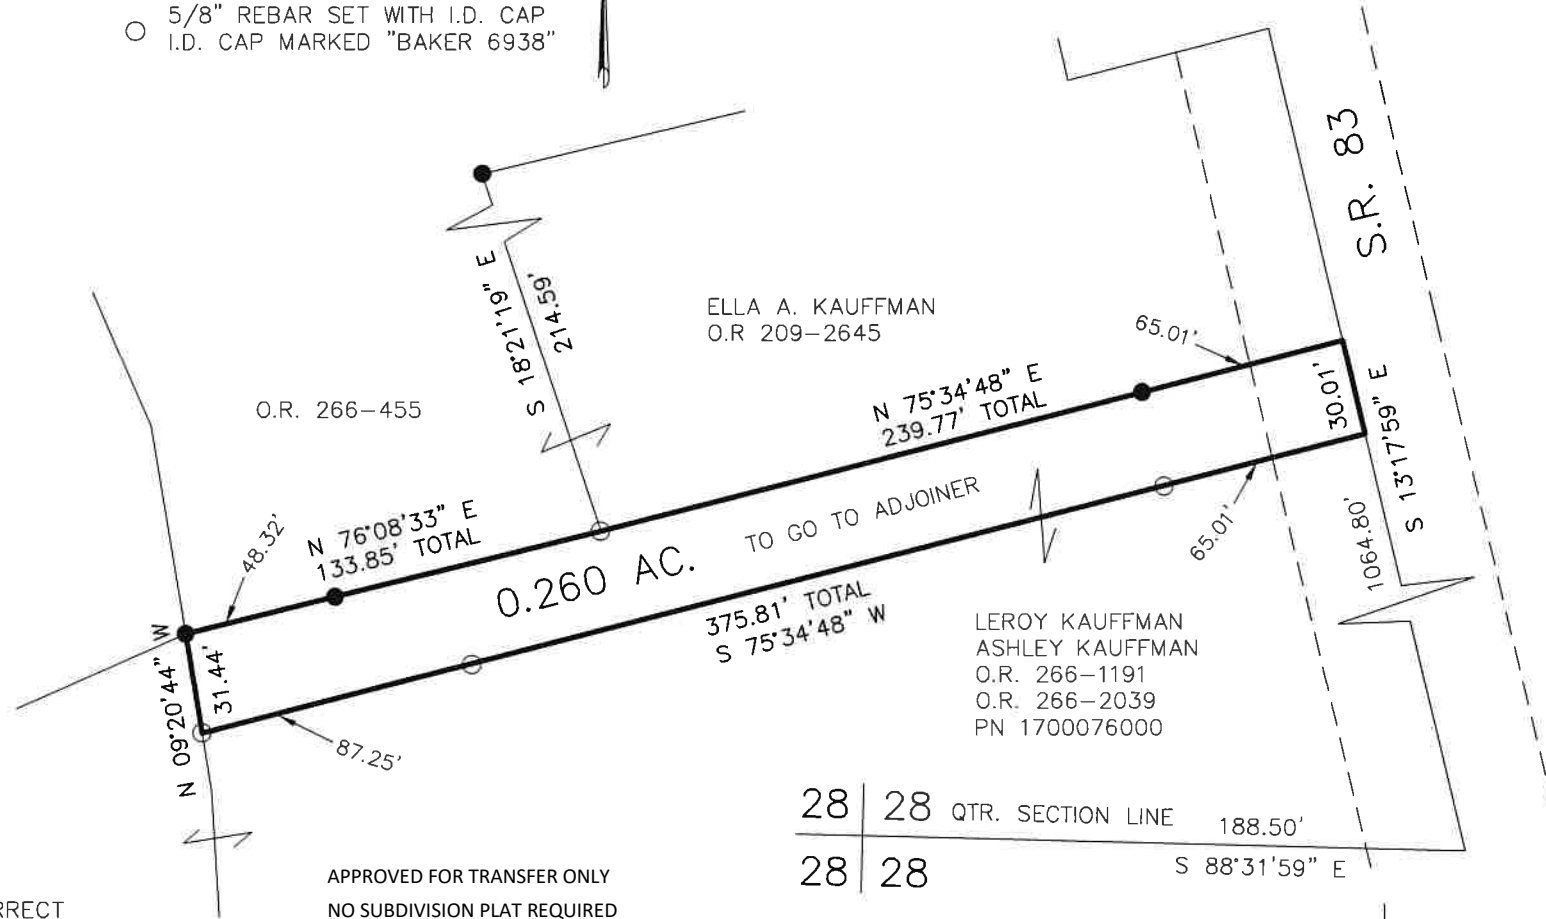 5/8" REBAR SET WITH I.D. CAP
I.D. CAP MARKED "BAKER 6938"
S.R. 83
S 18°21'19" E
214.59'
ELLA A. KAUFFMAN
O.R 209-2645
65.01'
O.R. 266-455
N 75°34'48" E
239.77' TOTAL
30.01'
S 13°17'59" E
1064.80'
48.32'
N 76°08'33" E
133.85' TOTAL
0.260 AC.
TO GO TO ADJOINER
65.01'
375.81' TOTAL
S 75°34'48" W
N 09°20'44" W
31.44'
87.25'
LEROY KAUFFMAN
ASHLEY KAUFFMAN
O.R. 266-1191
O.R. 266-2039
PN 1700076000
28 28 QTR. SECTION LINE 188.50'
28 28 S 88°31'59" E
APPROVED FOR TRANSFER ONLY
NO SUBDIVISION PLAT REQUIRED
RRECT